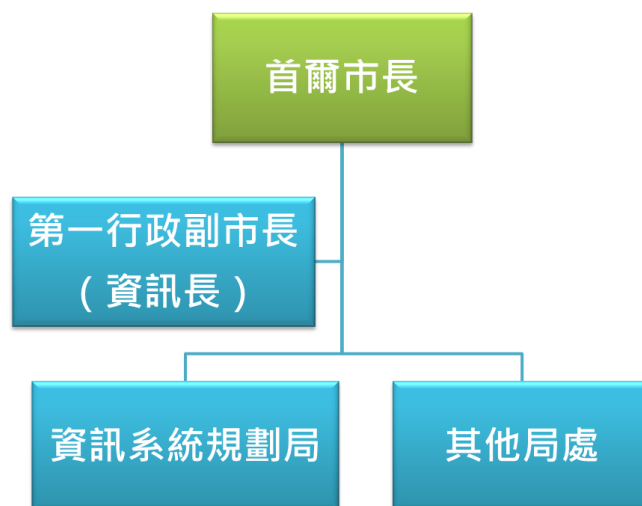 首爾市長
第一行政副市長
（資訊長）
資訊系統規劃局
其他局處